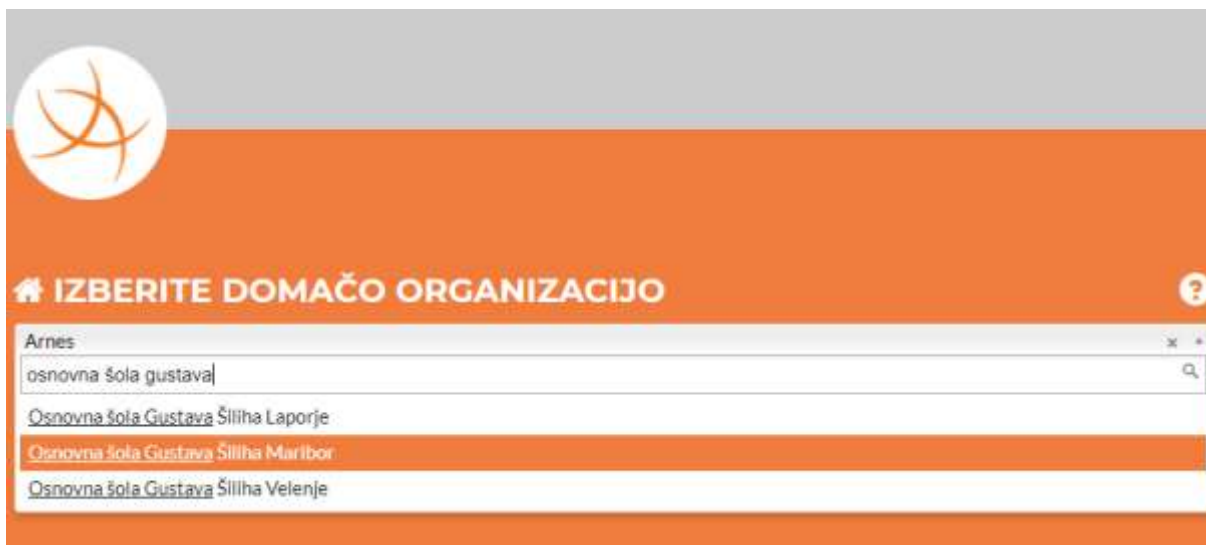 IZBERITE DOMAČO ORGANIZACIJO
Arnes
osnovna šola gustava
Osnovna šola Gustava Šiliha Laporje
Osnovna šola Gustava Šiliha Maribor
Osnovna šola Gustava Šiliha Velenje